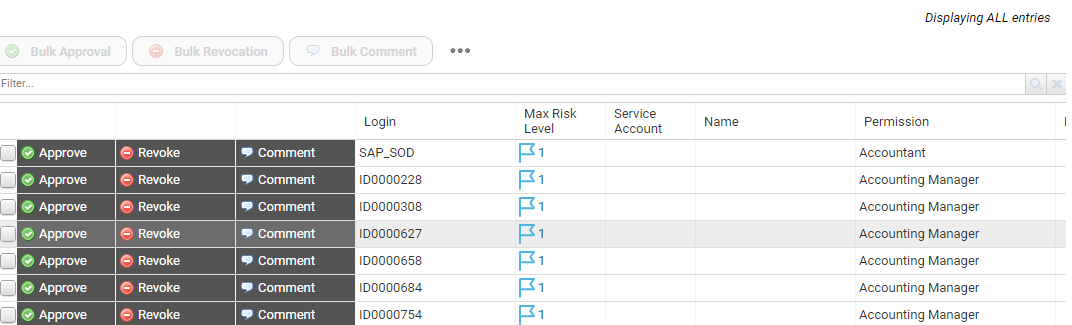 Displaying ALL entries
Bulk Approval Bulk Revocation Bulk Comment •••
Filter...
Login Max Risk Level Service Account Name Permission
Approve Revoke Comment SAP_SOD 1 Accountant
Approve Revoke Comment ID0000228 1 Accounting Manager
Approve Revoke Comment ID0000308 1 Accounting Manager
Approve Revoke Comment ID0000627 1 Accounting Manager
Approve Revoke Comment ID0000658 1 Accounting Manager
Approve Revoke Comment ID0000684 1 Accounting Manager
Approve Revoke Comment ID0000754 1 Accounting Manager